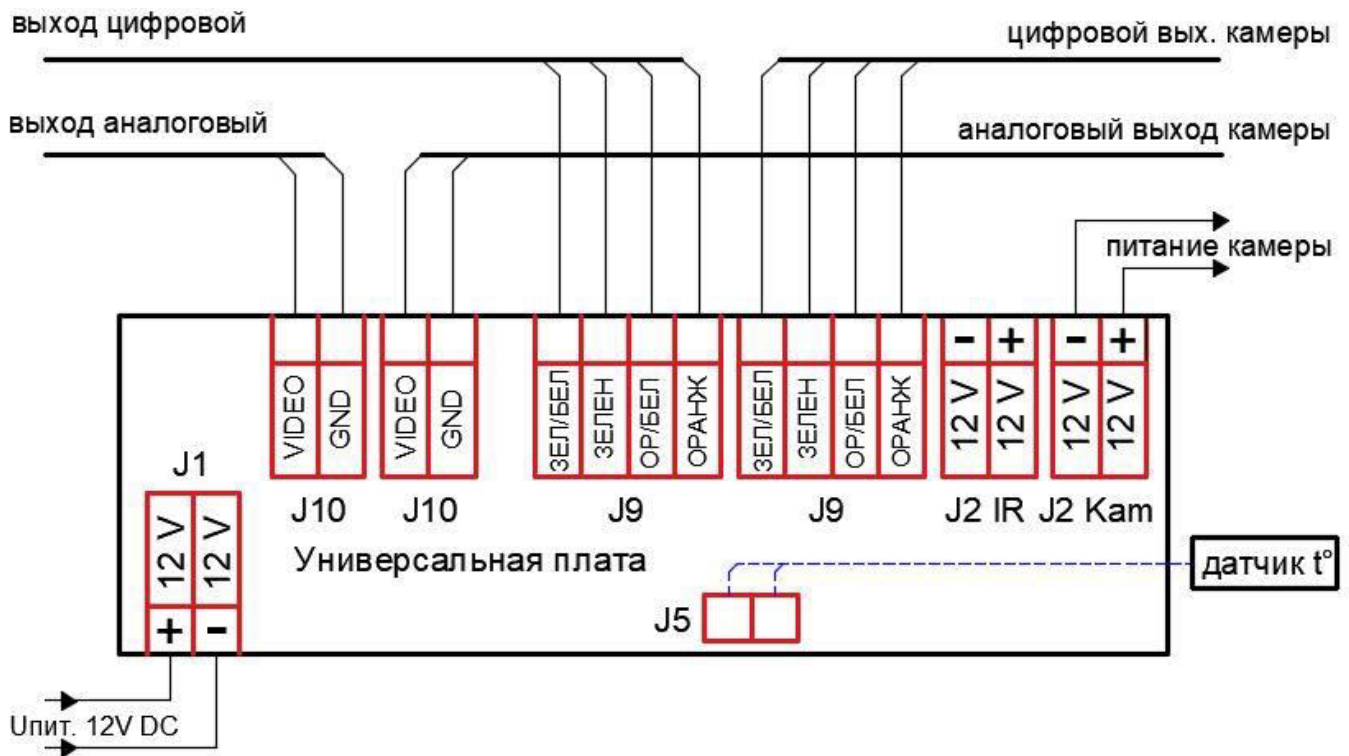 выход цифровой
цифровой вых. камеры
выход аналоговый
аналоговый выход камеры
питание камеры
- + - +
VIDEO GND VIDEO GND ЗЕЛ/БЕЛ ЗЕЛЕН ОР/БЕЛ ОРАНЖ ЗЕЛ/БЕЛ ЗЕЛЕН ОР/БЕЛ ОРАНЖ 12 V 12 V 12 V 12 V
J1
J10 J10 J9 J9 J2 IR J2 Kam
12 V 12 V
Универсальная плата
датчик t°
J5
+ -
Uпит. 12V DC